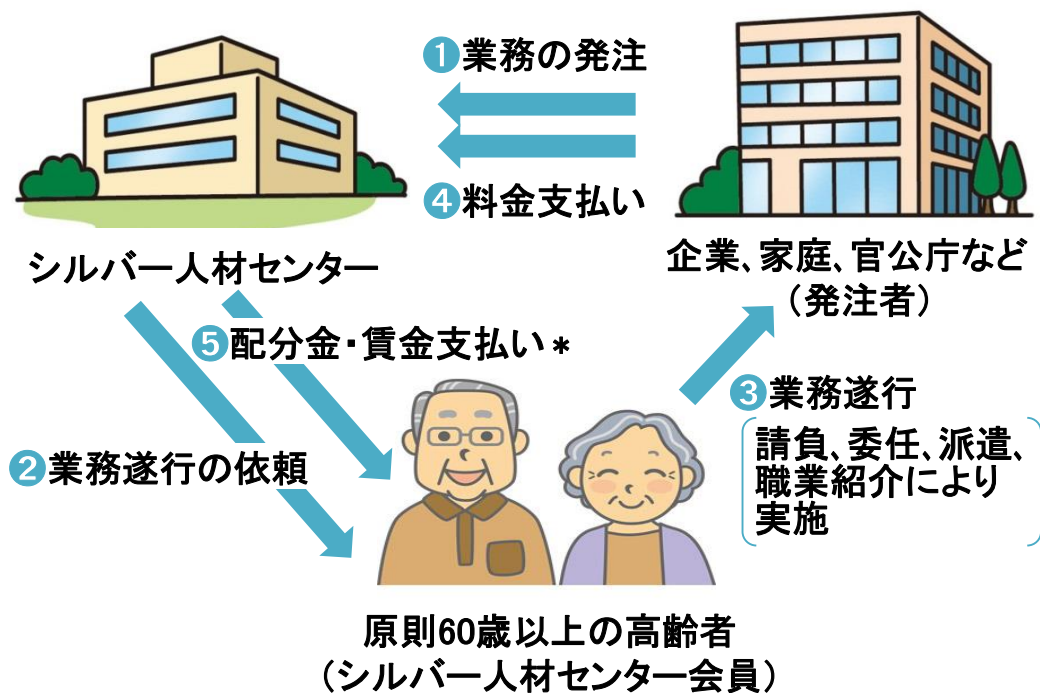 ❶業務の発注
❹料金支払い
シルバー人材センター
企業、家庭、官公庁など
（発注者）
❺配分金・賃金支払い＊
❷業務遂行の依頼
❸業務遂行
請負、委任、派遣、
職業紹介により
実施
原則60歳以上の高齢者
（シルバー人材センター会員）